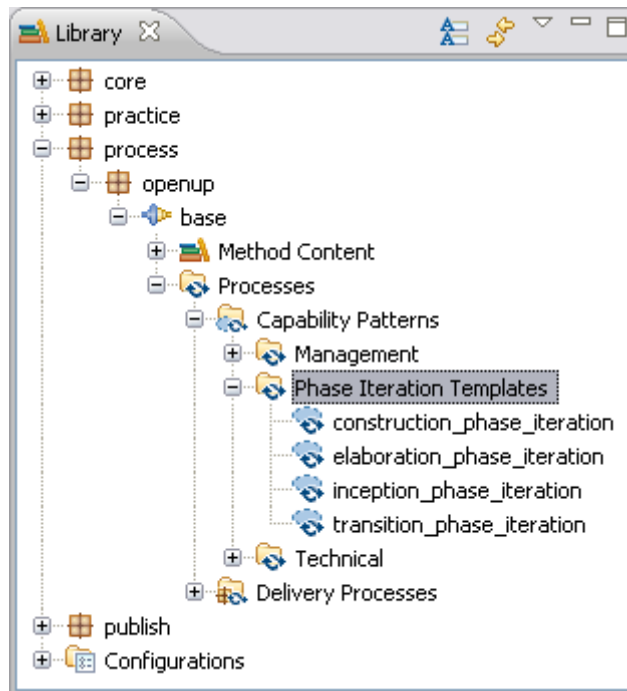 Library
core
practice
process
openup
base
Method Content
Processes
Capability Patterns
Management
Phase Iteration Templates
construction_phase_iteration
elaboration_phase_iteration
inception_phase_iteration
transition_phase_iteration
Technical
Delivery Processes
publish
Configurations